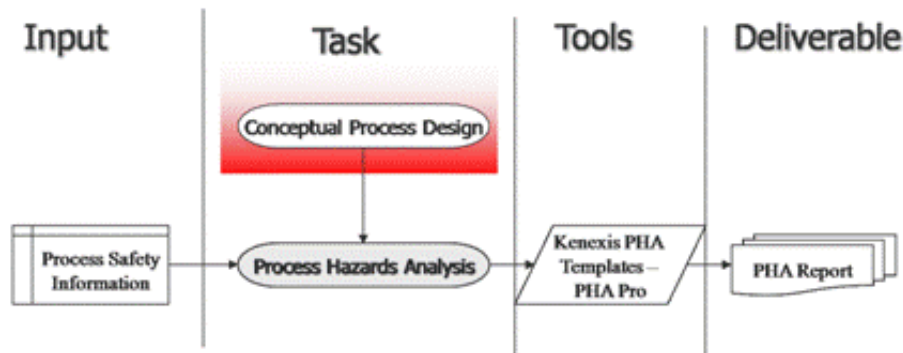 Input
Task
Tools
Deliverable
Conceptual Process Design
Process Safety
Information
Process Hazards Analysis
Kenexis PHA
Templates –
PHA Pro
PHA Report